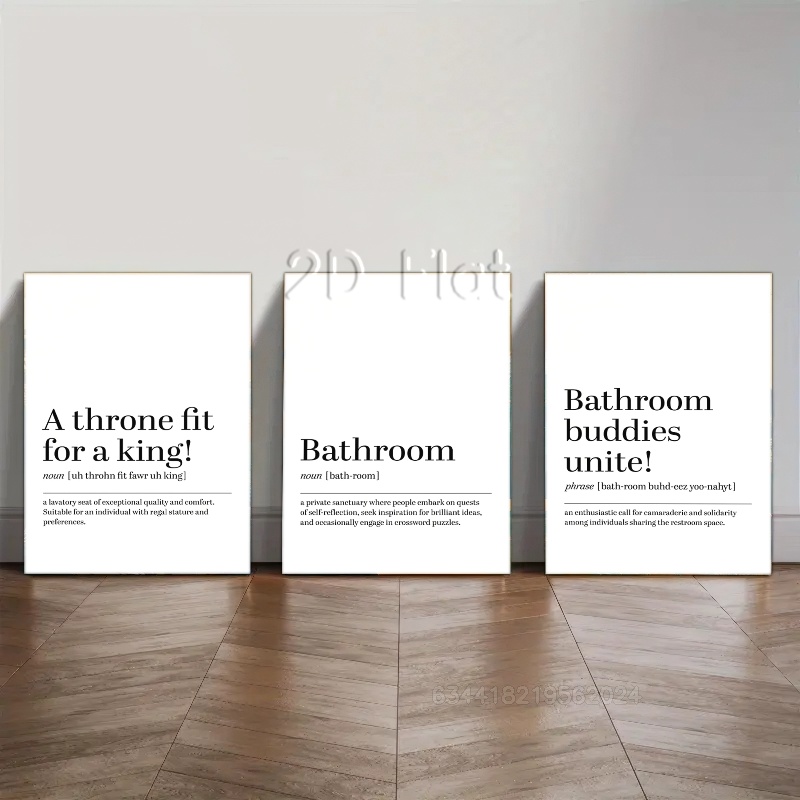 2D Flat
A throne fit
for a king!
noun [uh throhn fit fawr uh king]
a lavatory seat of exceptional quality and comfort.
Suitable for an individual with regal stature and
preferences.
Bathroom
noun [bath-room]
a private sanctuary where people embark on quests
of self-reflection, seek inspiration for brilliant ideas,
and occasionally engage in crossword puzzles.
Bathroom
buddies
unite!
phrase [bath-room buhd-eez yoo-nahyt]
an enthusiastic call for camaraderie and solidarity
among individuals sharing the restroom space.
634418219562024